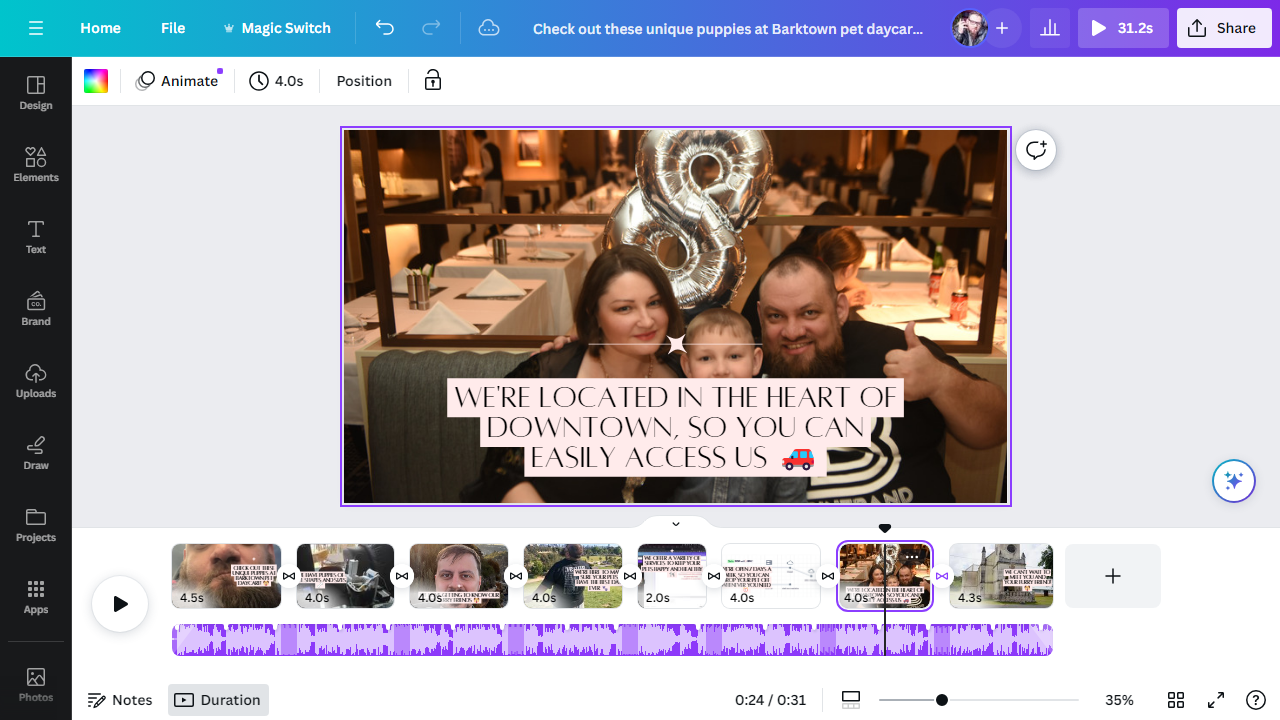 Home
File
Magic Switch
Check out these unique puppies at Barktown pet daycar...
31.2s
Share
Design
Elements
Text
Brand
Uploads
Draw
Projects
Apps
Photos
Animate
4.0s
Position
WE'RE LOCATED IN THE HEART OF
DOWNTOWN, SO YOU CAN
EASILY ACCESS US 🚗
4.5s
4.0s
4.0s
4.0s
2.0s
4.0s
4.0s
4.3s
Notes
Duration
0:24 / 0:31
35%